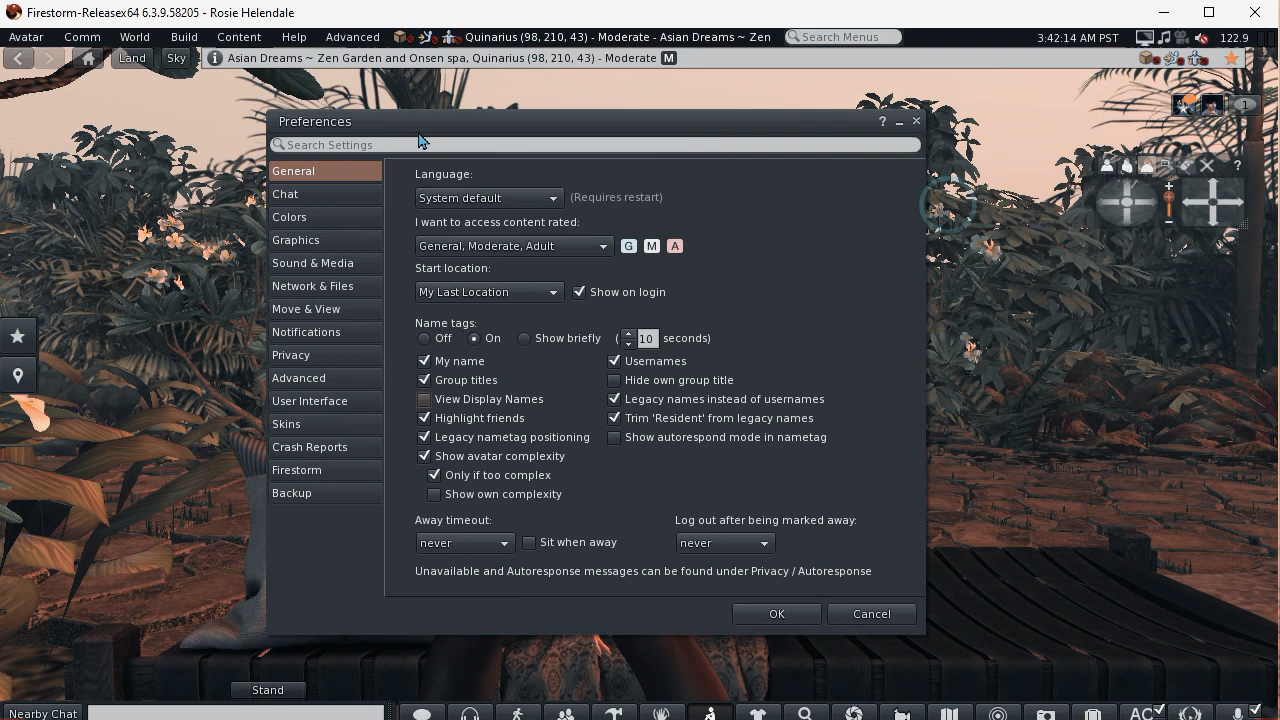 Firestorm-Releasex64 6.3.9.58205 - Rosie Helendale
Avatar Comm World Build Content Help Advanced Quinarius (98, 210, 43) - Moderate - Asian Dreams ~ Zen Search Menus 3:42:14 AM PST 122.9
Land Sky Asian Dreams ~ Zen Garden and Onsen spa, Quinarius (98, 210, 43) - Moderate M
1
Preferences ?
Search Settings
?
General
Chat
Colors
Graphics
Sound & Media
Network & Files
Move & View
Notifications
Privacy
Advanced
User Interface
Skins
Crash Reports
Firestorm
Backup
Language:
System default (Requires restart)
I want to access content rated:
General, Moderate, Adult G M A
Start location:
My Last Location Show on login
Name tags:
Off On Show briefly ( 10 seconds)
My name Usernames
Group titles Hide own group title
View Display Names Legacy names instead of usernames
Highlight friends Trim 'Resident' from legacy names
Legacy nametag positioning Show autorespond mode in nametag
Show avatar complexity
Only if too complex
Show own complexity
Away timeout: Log out after being marked away:
never Sit when away never
Unavailable and Autoresponse messages can be found under Privacy / Autoresponse
OK Cancel
Stand
Nearby Chat
AO